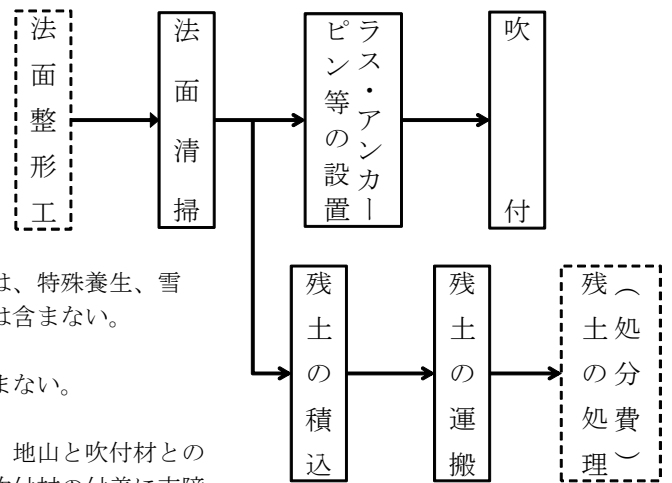 法面整形工
法面清掃
ラス・アンカー
ピン等の設置
吹付
残土の積込
残土の運搬
残土の処理
（処分費）
は、特殊養生、雪
は含まない。
まない。
地山と吹付材との
吹付材の付着に支障